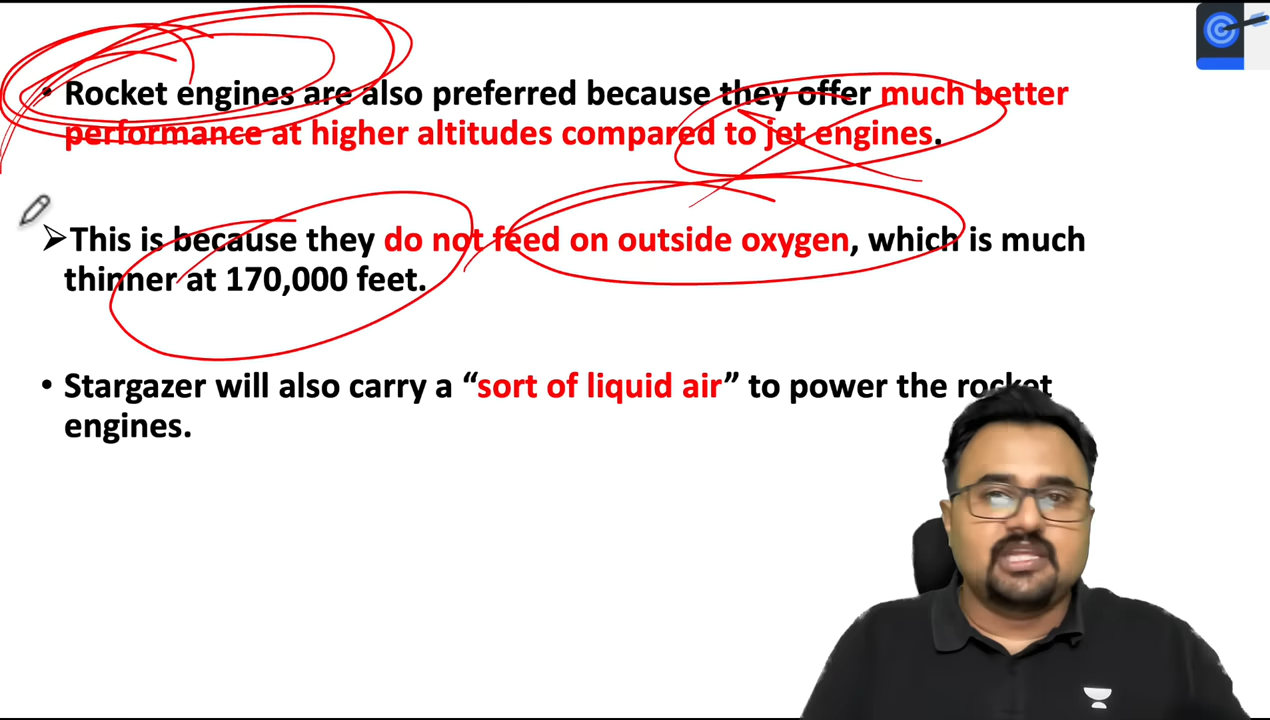 • Rocket engines are also preferred because they offer much better
performance at higher altitudes compared to jet engines.
➢This is because they do not feed on outside oxygen, which is much
thinner at 170,000 feet.
• Stargazer will also carry a “sort of liquid air” to power the rocket
engines.